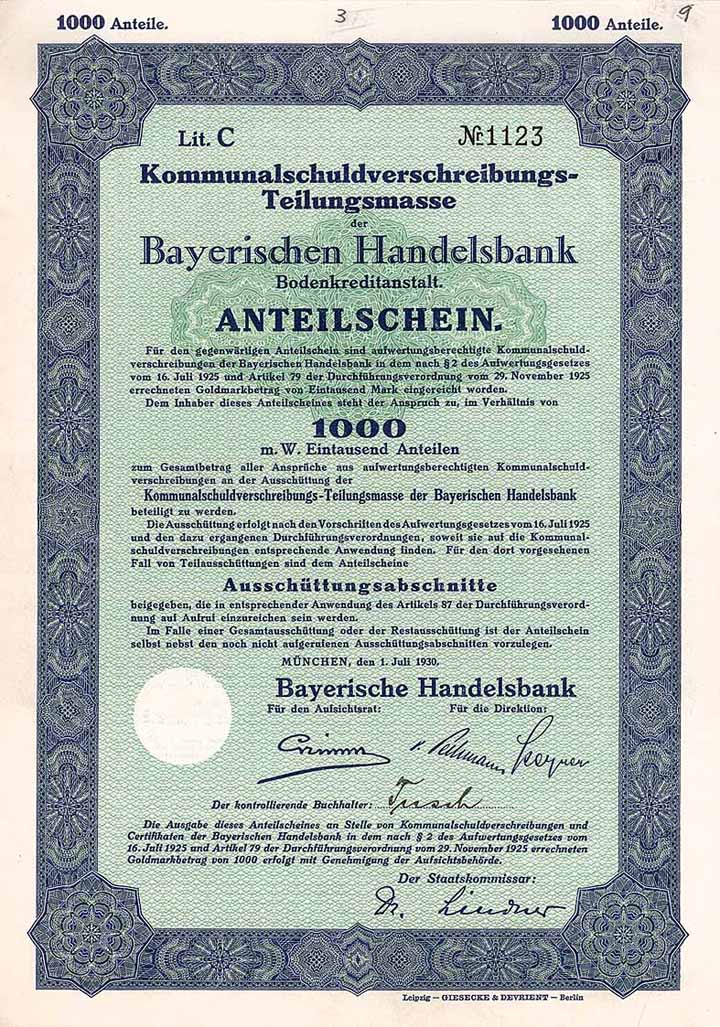 1000 Anteile. 3 1000 Anteile. 9
Lit. C Nr. 1123
Kommunalschuldverschreibungs-
Teilungsmasse
der
Bayerischen Handelsbank
Bodenkreditanstalt.
ANTEILSCHEIN.
Für den gegenwärtigen Anteilschein sind aufwertungsberechtigte Kommunalschuld-
verschreibungen der Bayerischen Handelsbank in dem nach § 2 des Aufwertungsgesetzes
vom 16. Juli 1925 und Artikel 79 der Durchführungsverordnung vom 29. November 1925
errechneten Goldmarkbetrag von Eintausend Mark eingereicht worden.
Dem Inhaber dieses Anteilscheines steht der Anspruch zu, im Verhältnis von
1000
m. W. Eintausend Anteilen
zum Gesamtbetrag aller Ansprüche aus aufwertungsberechtigten Kommunalschuld-
verschreibungen an der Ausschüttung der
Kommunalschuldverschreibungs-Teilungsmasse der Bayerischen Handelsbank
beteiligt zu werden.
Die Ausschüttung erfolgt nach den Vorschriften des Aufwertungsgesetzes vom 16. Juli 1925
und den dazu ergangenen Durchführungsverordnungen, soweit sie auf die Kommunal-
schuldverschreibungen entsprechende Anwendung finden. Für den dort vorgesehenen
Fall von Teilausschüttungen sind dem Anteilscheine
Ausschüttungsabschnitte
beigegeben, die in entsprechender Anwendung des Artikels 87 der Durchführungsverord-
nung auf Aufruf einzureichen sein werden.
Im Falle einer Gesamtausschüttung oder der Restausschüttung ist der Anteilschein
selbst nebst den noch nicht aufgerufenen Ausschüttungsabschnitten vorzulegen.
MÜNCHEN, den 1. Juli 1930.
Bayerische Handelsbank
Für den Aufsichtsrat: Für die Direktion:
Der kontrollierende Buchhalter:
Die Ausgabe dieses Anteilscheines an Stelle von Kommunalschuldverschreibungen und
Certifikaten der Bayerischen Handelsbank in dem nach § 2 des Aufwertungsgesetzes vom
16. Juli 1925 und Artikel 79 der Durchführungsverordnung vom 29. November 1925 errechneten
Goldmarkbetrag von 1000 erfolgt mit Genehmigung der Aufsichtsbehörde.
Der Staatskommissar:
Dr. Lindner
Leipzig — GIESECKE & DEVRIENT — Berlin